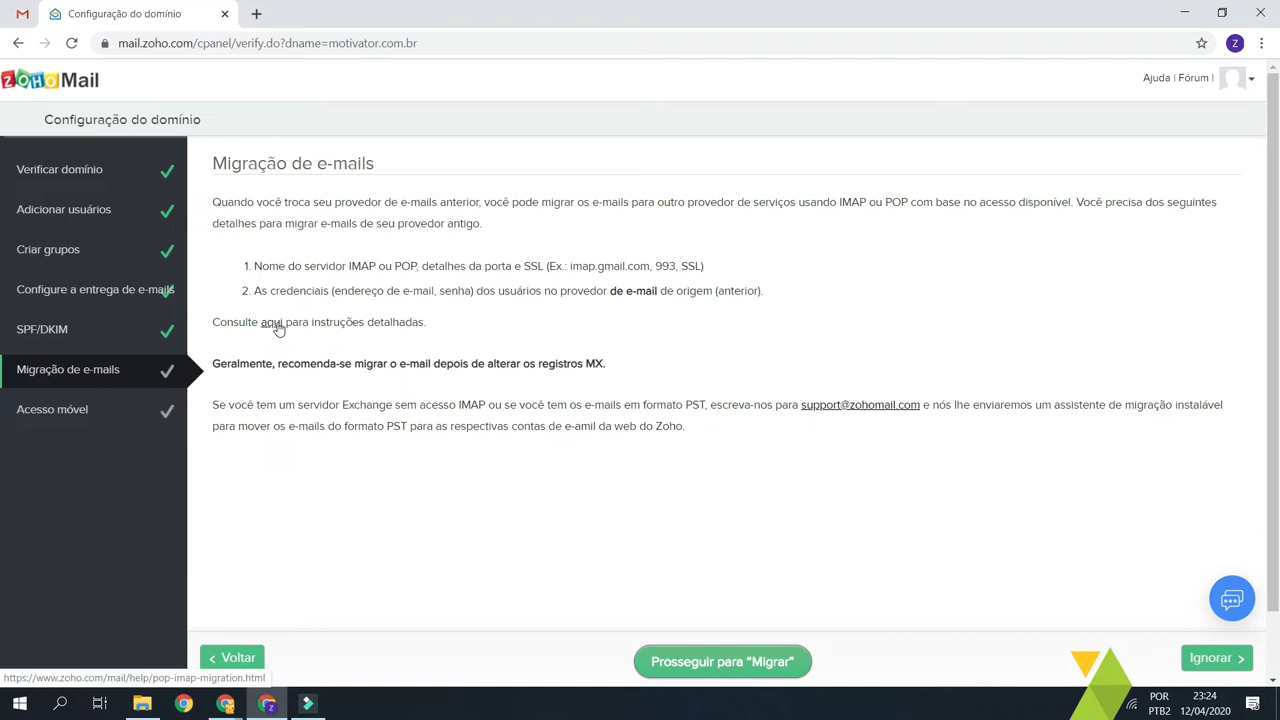 Configuração do domínio
mail.zoho.com/cpanel/verify.do?dname=motivator.com.br
Z
ZOHO Mail
Ajuda | Fórum |
Configuração do domínio
Verificar domínio
Adicionar usuários
Criar grupos
Configure a entrega de e-mails
SPF/DKIM
Migração de e-mails
Acesso móvel
Migração de e-mails
Quando você troca seu provedor de e-mails anterior, você pode migrar os e-mails para outro provedor de serviços usando IMAP ou POP com base no acesso disponível. Você precisa dos seguintes
detalhes para migrar e-mails de seu provedor antigo.
1. Nome do servidor IMAP ou POP, detalhes da porta e SSL (Ex.: imap.gmail.com, 993, SSL)
2. As credenciais (endereço de e-mail, senha) dos usuários no provedor de e-mail de origem (anterior).
Consulte aqui para instruções detalhadas.
Geralmente, recomenda-se migrar o e-mail depois de alterar os registros MX.
Se você tem um servidor Exchange sem acesso IMAP ou se você tem os e-mails em formato PST, escreva-nos para support@zohomail.com e nós lhe enviaremos um assistente de migração instalável
para mover os e-mails do formato PST para as respectivas contas de e-amil da web do Zoho.
Voltar
Prosseguir para “Migrar”
Ignorar
https://www.zoho.com/mail/help/pop-imap-migration.html
POR
PTB2
23:24
12/04/2020